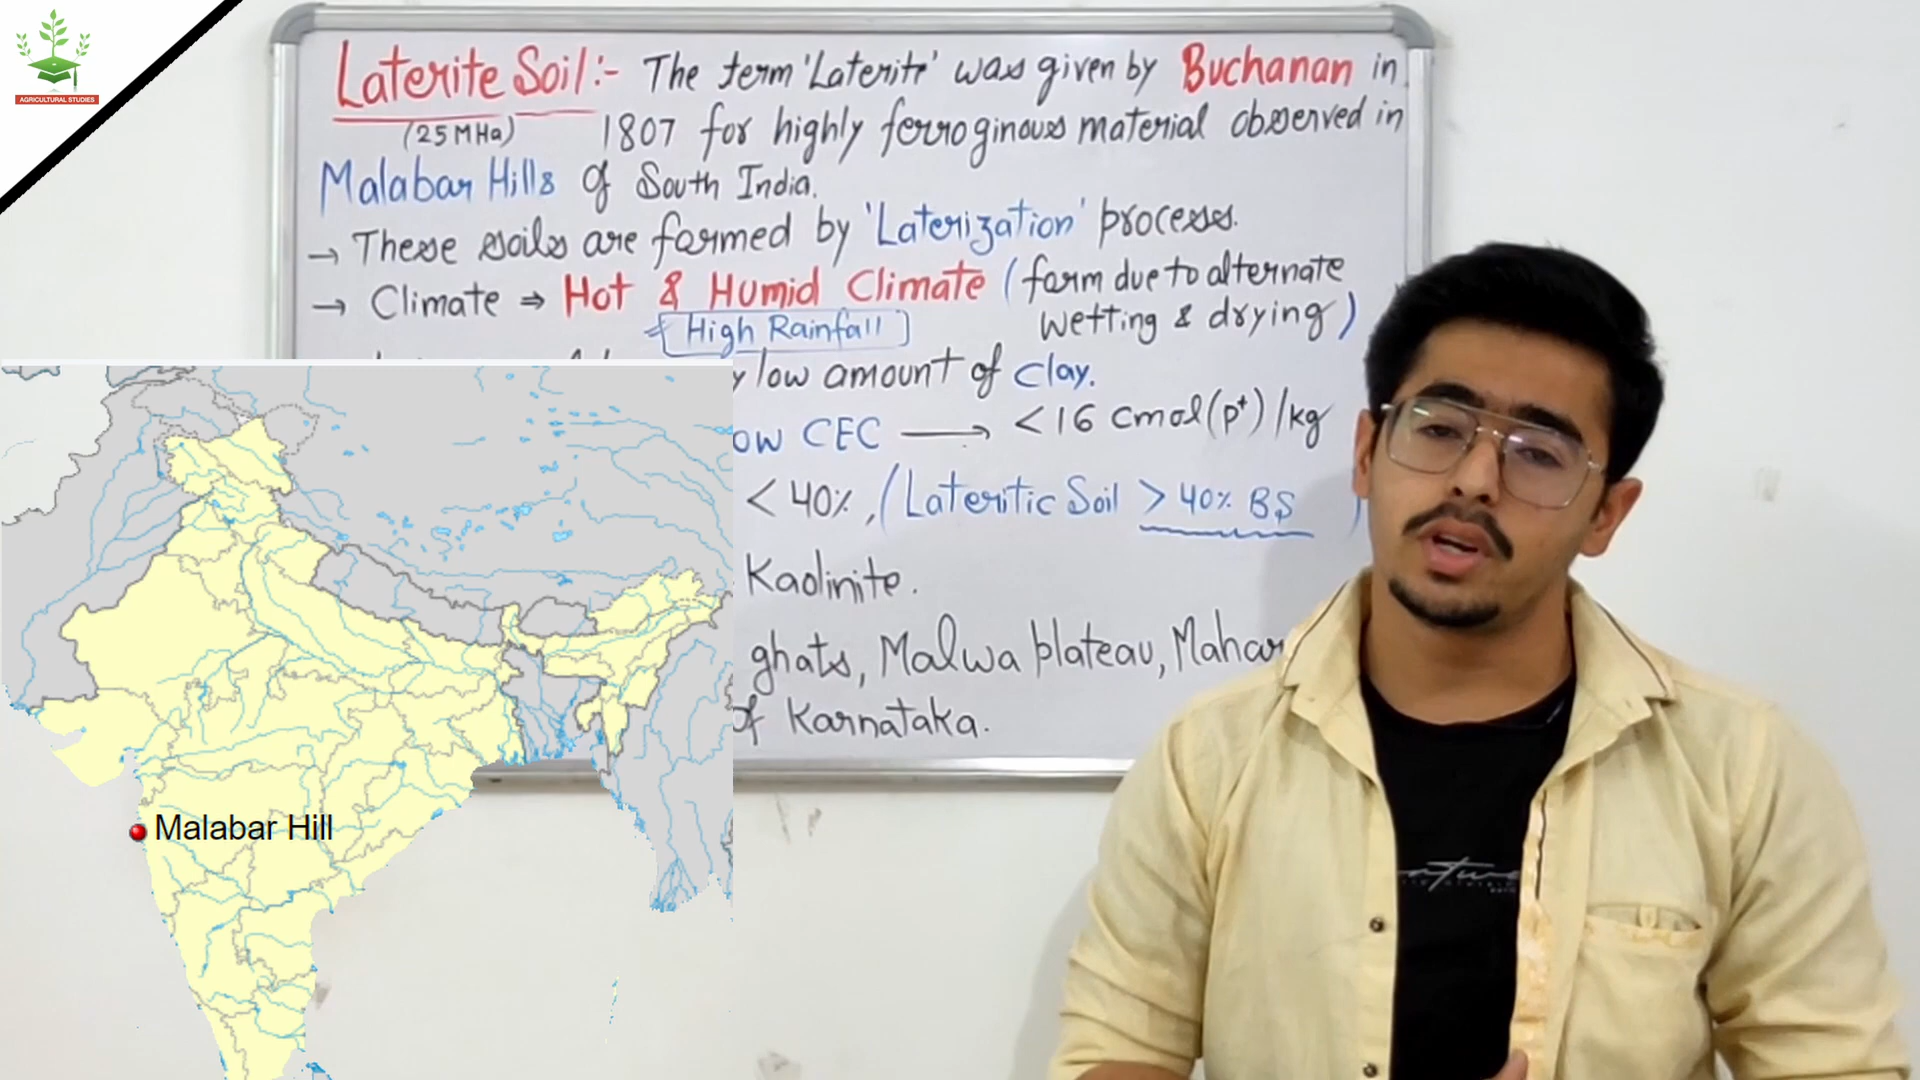 AGRICULTURAL STUDIES
Laterite Soil:- The term 'Laterite' was given by Buchanan in
(25 MHa) 1807 for highly ferroginous material observed in
Malabar Hills of South India.
→ These soils are formed by 'Laterization' process.
→ Climate ⇒ Hot & Humid Climate (form due to alternate
wetting & drying)
[High Rainfall]
low amount of clay.
CEC → <16 cmol(p+)/kg
<40%, (Lateritic Soil >40% BS)
Kaolinite.
ghats, Malwa plateau,
of Karnataka.
Malabar Hill